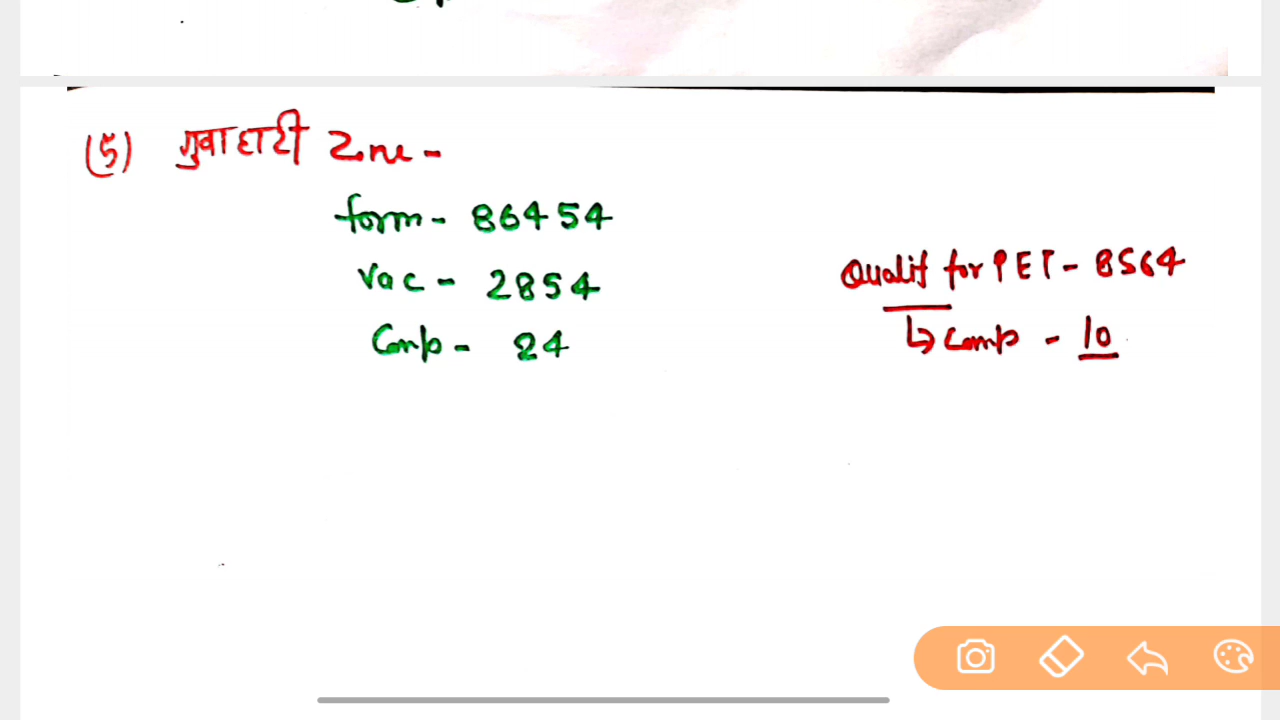 (5) गुवाहाटी Zone -
form - 86454
Vac - 2854
Comp - 24
Qualif for PET - 8564
↳ Comp - 10